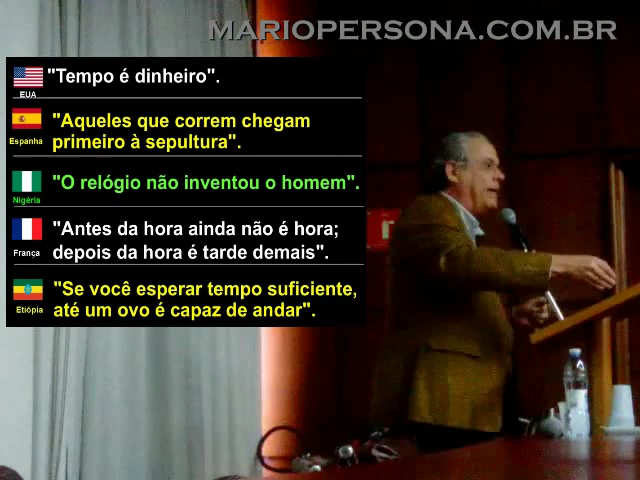 MARIOPERSONA.COM.BR
"Tempo é dinheiro".
EUA
"Aqueles que correm chegam
primeiro à sepultura".
Espanha
"O relógio não inventou o homem".
Nigéria
"Antes da hora ainda não é hora;
depois da hora é tarde demais".
França
"Se você esperar tempo suficiente,
até um ovo é capaz de andar".
Etiópia